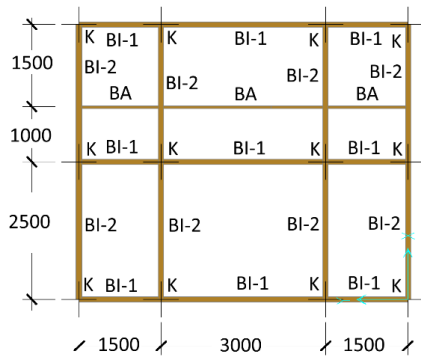 K BI-1 K BI-1 K BI-1 K
1500 BI-2 BI-2 BI-2 BI-2
BA BA BA
1000
K BI-1 K BI-1 K BI-1 K
2500 BI-2 BI-2 BI-2 BI-2
K BI-1 K BI-1 K BI-1 K
1500 3000 1500